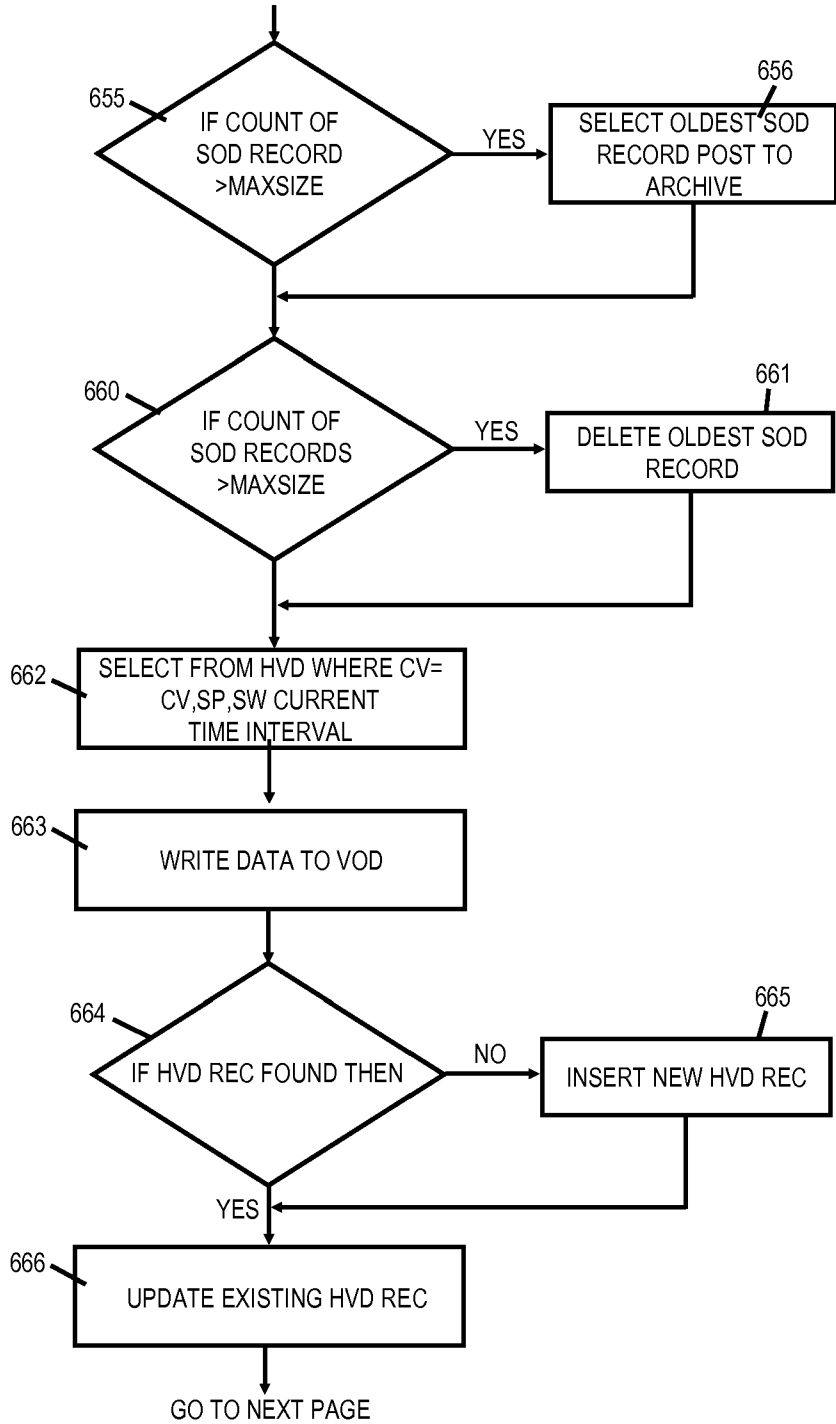 655
IF COUNT OF
SOD RECORD
>MAXSIZE
YES
656
SELECT OLDEST SOD
RECORD POST TO
ARCHIVE
660
IF COUNT OF
SOD RECORDS
>MAXSIZE
YES
661
DELETE OLDEST SOD
RECORD
662
SELECT FROM HVD WHERE CV=
CV,SP,SW CURRENT
TIME INTERVAL
663
WRITE DATA TO VOD
664
IF HVD REC FOUND THEN
NO
665
INSERT NEW HVD REC
YES
666
UPDATE EXISTING HVD REC
GO TO NEXT PAGE